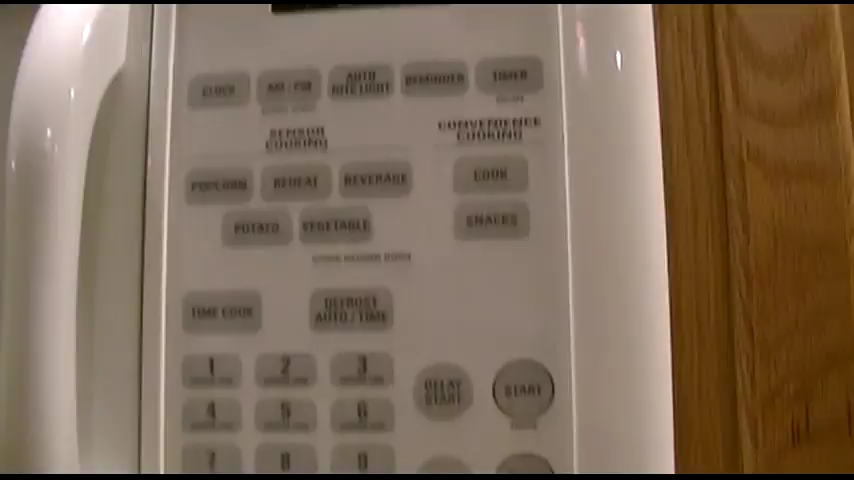 CLOCK AM / PM AUTO NITE LIGHT REMINDER TIMER
SENSOR COOKING
CONVENIENCE COOKING
POPCORN REHEAT BEVERAGE COOK
POTATO VEGETABLE SNACKS
TIME COOK DEFROST AUTO / TIME
1 2 3
DELAY START START
4 5 6
7 8 9